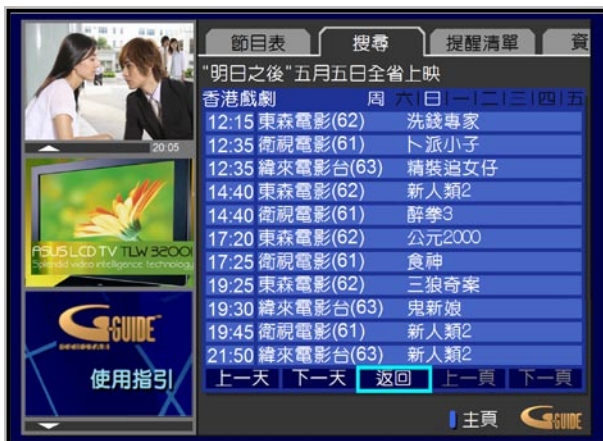 節目表
搜尋
提醒清單
資
"明日之後"五月五日全省上映
香港戲劇 周 六|日|一|二|三|四|五
12:15 東森電影(62) 洗錢專家
12:35 衛視電影(61) 卜派小子
12:35 緯來電影台(63) 精裝追女仔
14:40 東森電影(62) 新人類2
14:40 衛視電影(61) 醉拳3
17:20 東森電影(62) 公元2000
17:25 衛視電影(61) 食神
19:25 東森電影(62) 三狼奇案
19:30 緯來電影台(63) 鬼新娘
19:45 衛視電影(61) 新人類2
21:50 緯來電影台(63) 新人類2
上一天 下一天 返回 上一頁 下一頁
主頁 G-GUIDE
20:05
ASUS LCD TV TLW 32001
Splendid video intelligence technology
G-GUIDE
使用指引